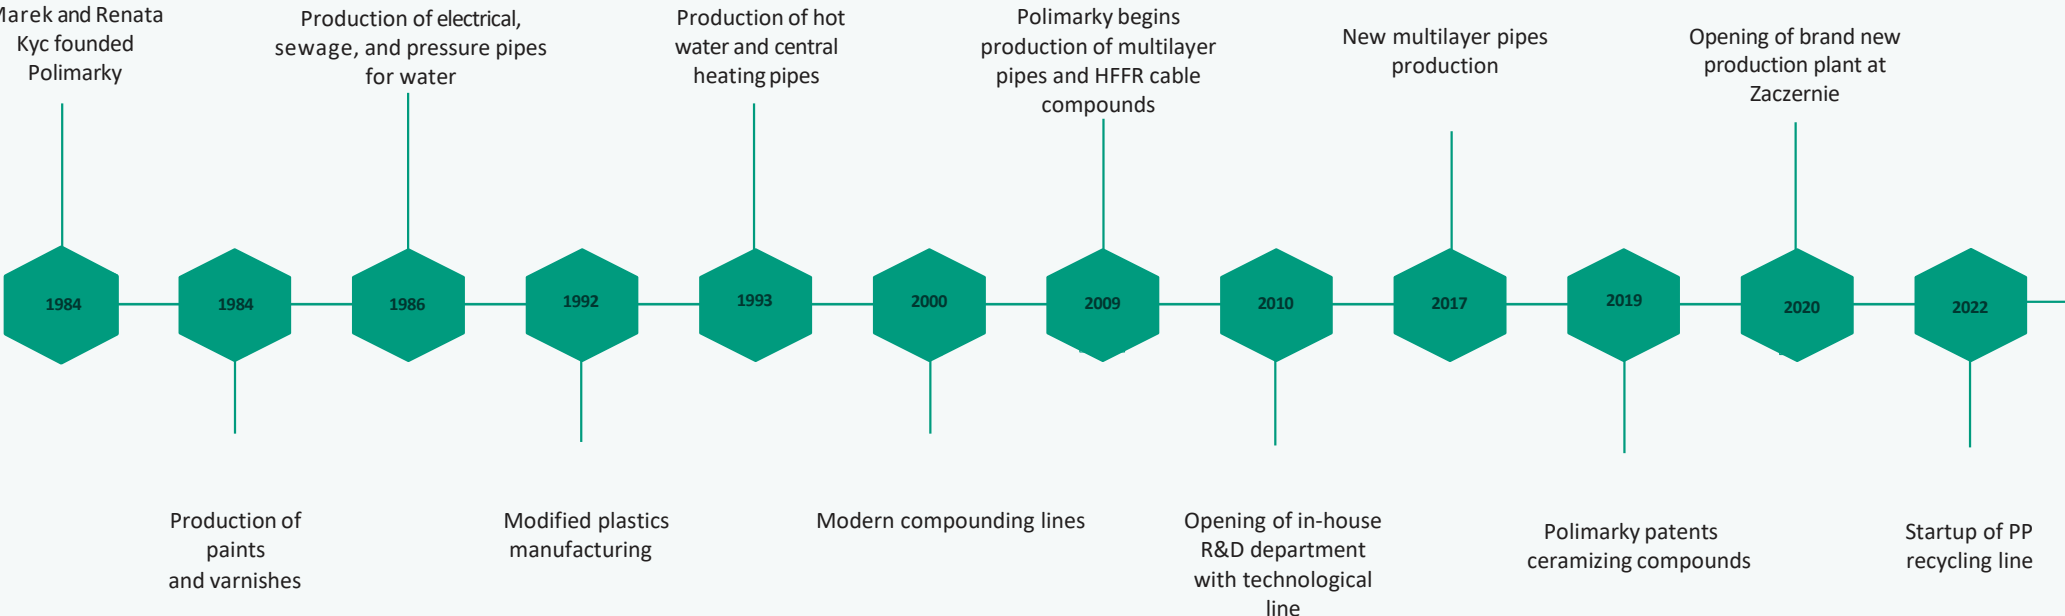 Marek and Renata
Kyc founded
Polimarky
Production of electrical,
sewage, and pressure pipes
for water
Production of hot
water and central
heating pipes
Polimarky begins
production of multilayer
pipes and HFFR cable
compounds
New multilayer pipes
production
Opening of brand new
production plant at
Zaczernie
1984
1984
1986
1992
1993
2000
2009
2010
2017
2019
2020
2022
Production of
paints
and varnishes
Modified plastics
manufacturing
Modern compounding lines
Opening of in-house
R&D department
with technological
line
Polimarky patents
ceramizing compounds
Startup of PP
recycling line